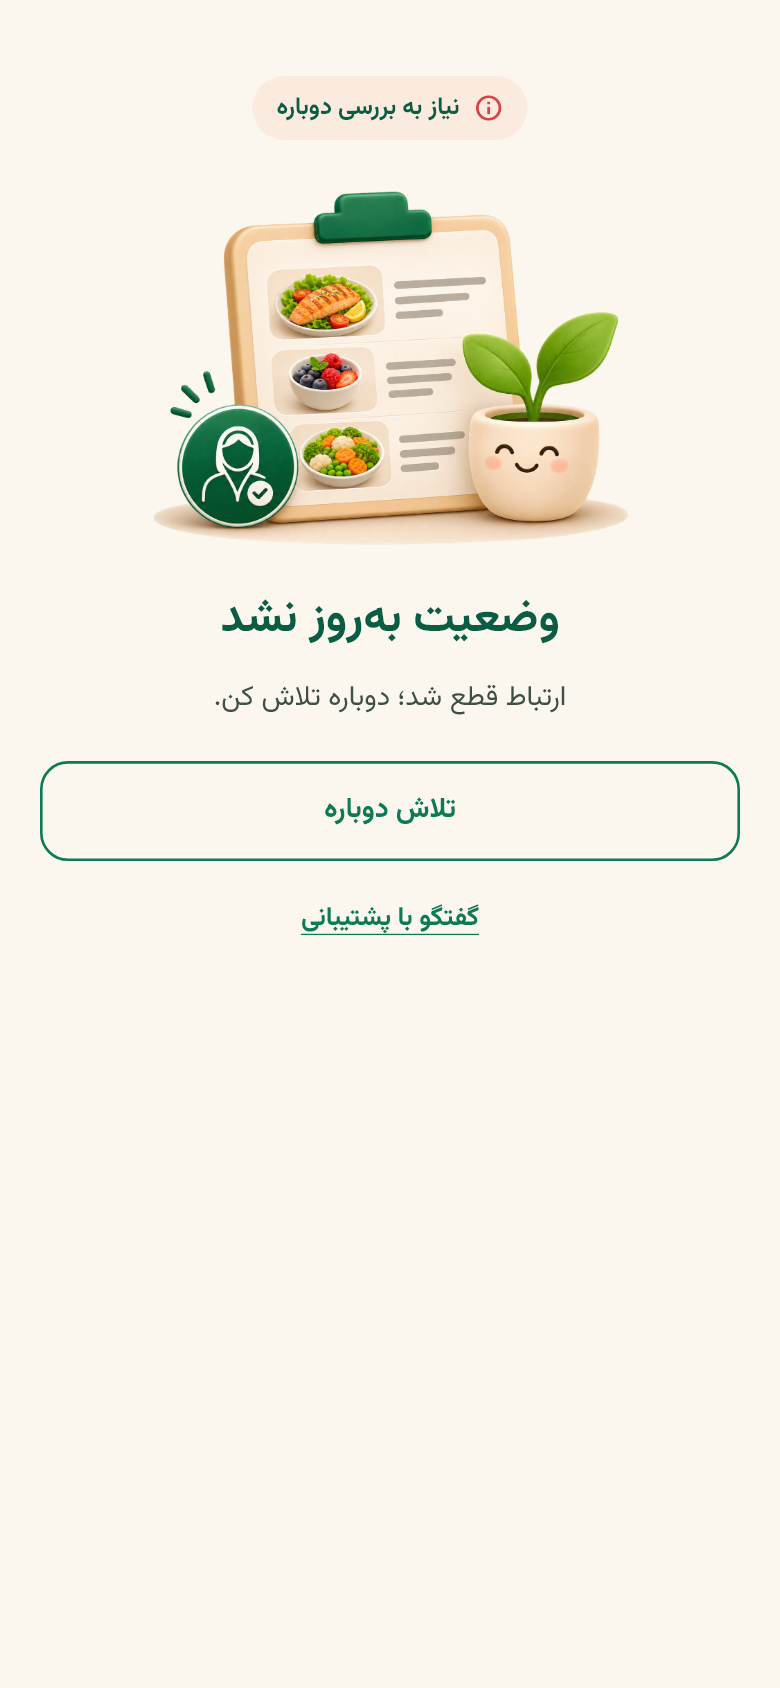 نیاز به بررسی دوباره
وضعیت به‌روز نشد
ارتباط قطع شد؛ دوباره تلاش کن.
تلاش دوباره
گفتگو با پشتیبانی